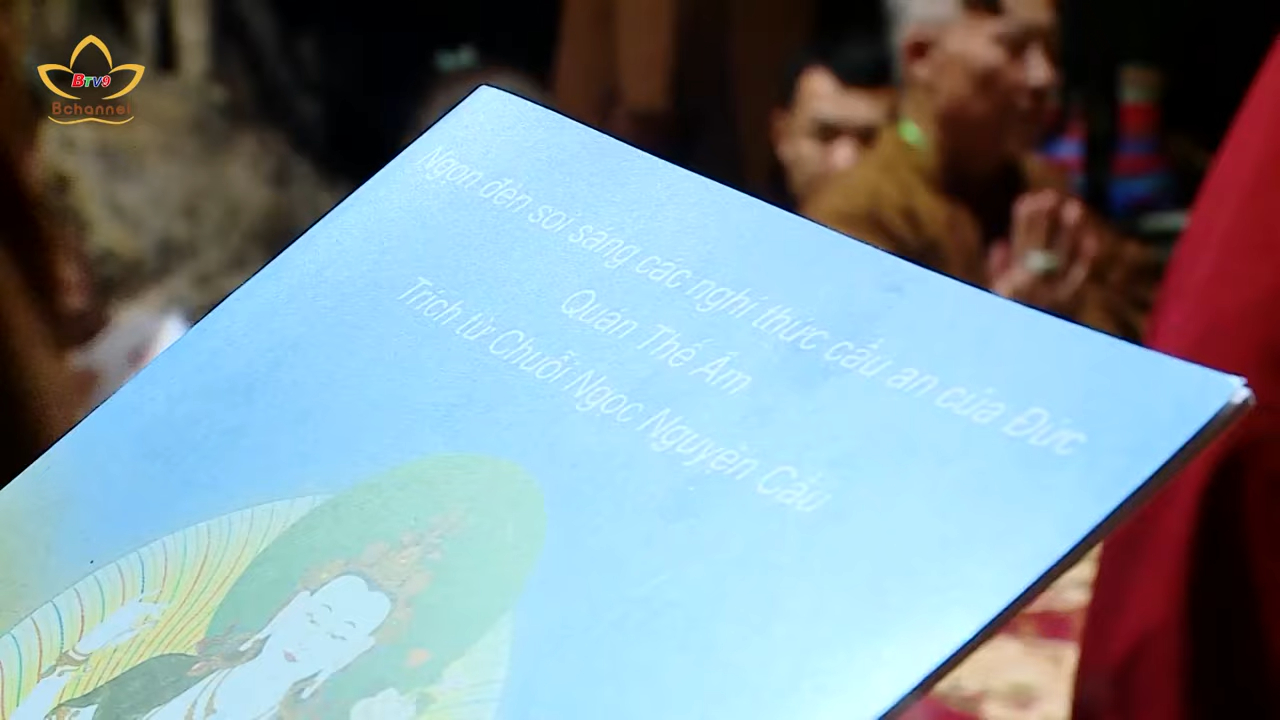 BTV9
Bchannel
Ngọn đèn soi sáng các nghi thức cầu an của Đức
Quán Thế Âm
Trích từ Chuỗi Ngọc Nguyện Cầu